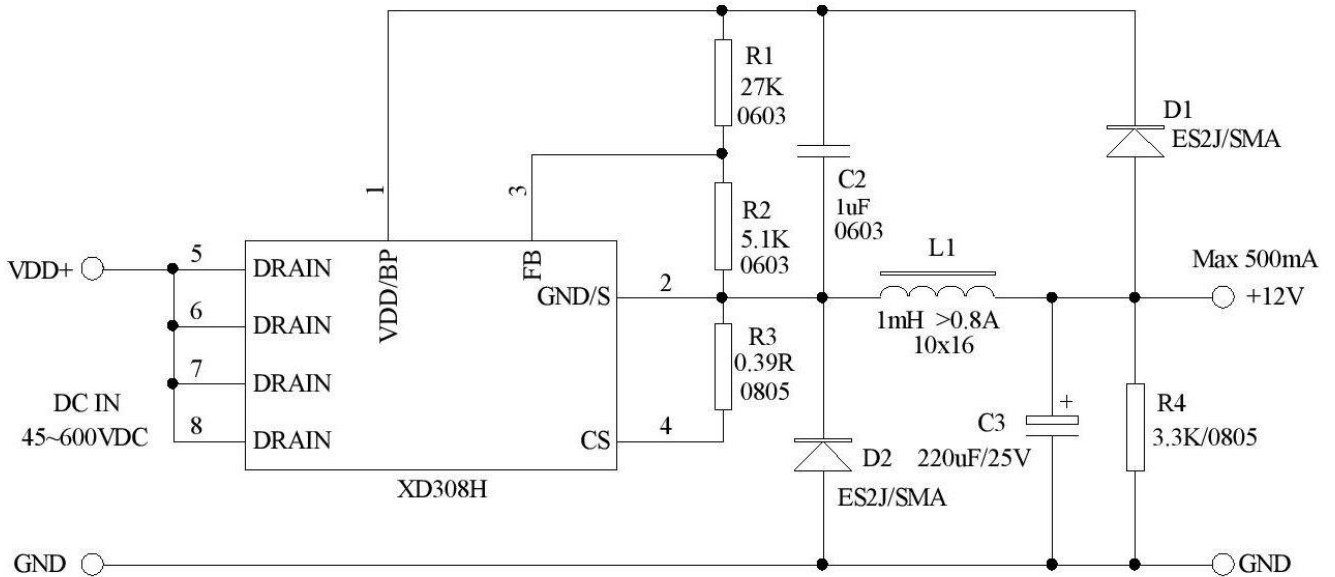 R1
27K
0603
D1
ES2J/SMA
1
3
C2
1uF
0603
R2
5.1K
0603
VDD+
5
DRAIN
VDD/BP
FB
GND/S
2
L1
Max 500mA
+12V
6
DRAIN
1mH >0.8A
10x16
R3
0.39R
0805
7
DRAIN
DC IN
45~600VDC
8
DRAIN
CS
4
C3
+
220uF/25V
R4
3.3K/0805
D2
ES2J/SMA
XD308H
GND
GND